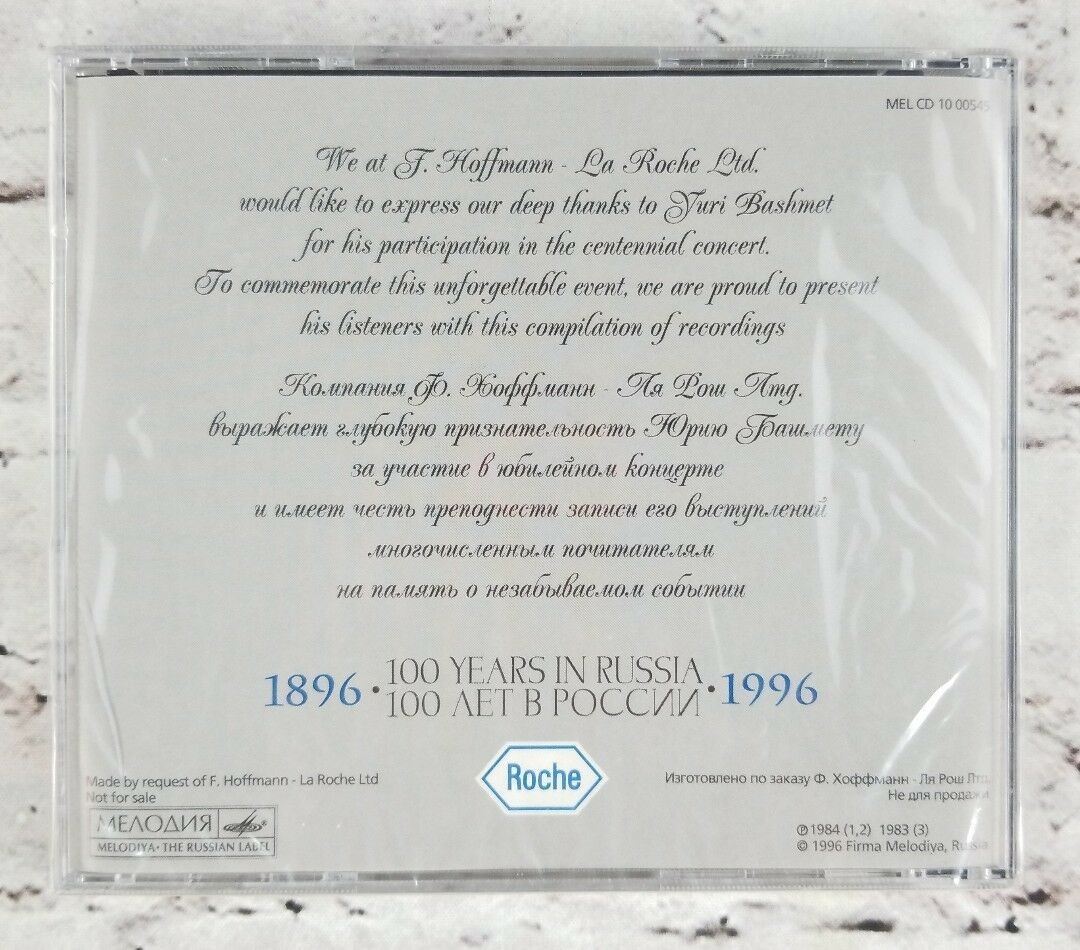 MEL CD 10 00545
We at F. Hoffmann - La Roche Ltd.
would like to express our deep thanks to Yuri Bashmet
for his participation in the centennial concert.
To commemorate this unforgettable event, we are proud to present
his listeners with this compilation of recordings
Компания Ф. Хоффманн - Ля Рош Лтд.
выражает глубокую признательность Юрию Башмету
за участие в юбилейном концерте
и имеет честь преподнести записи его выступлений
многочисленным почитателям
на память о незабываемом событии
1896 · 100 YEARS IN RUSSIA · 1996
100 ЛЕТ В РОССИИ
Roche
Made by request of F. Hoffmann - La Roche Ltd
Not for sale
МЕЛОДИЯ
MELODIYA · THE RUSSIAN LABEL
Изготовлено по заказу Ф. Хоффманн - Ля Рош Лтд.
Не для продажи
℗ 1984 (1,2) 1983 (3)
© 1996 Firma Melodiya, Russia